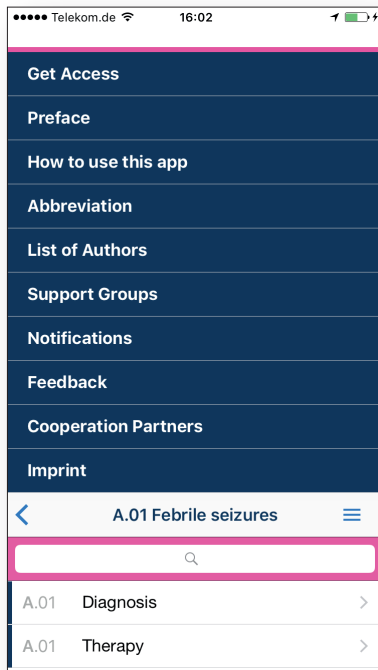 Telekom.de 16:02
Get Access
Preface
How to use this app
Abbreviation
List of Authors
Support Groups
Notifications
Feedback
Cooperation Partners
Imprint
A.01 Febrile seizures
A.01 Diagnosis
A.01 Therapy